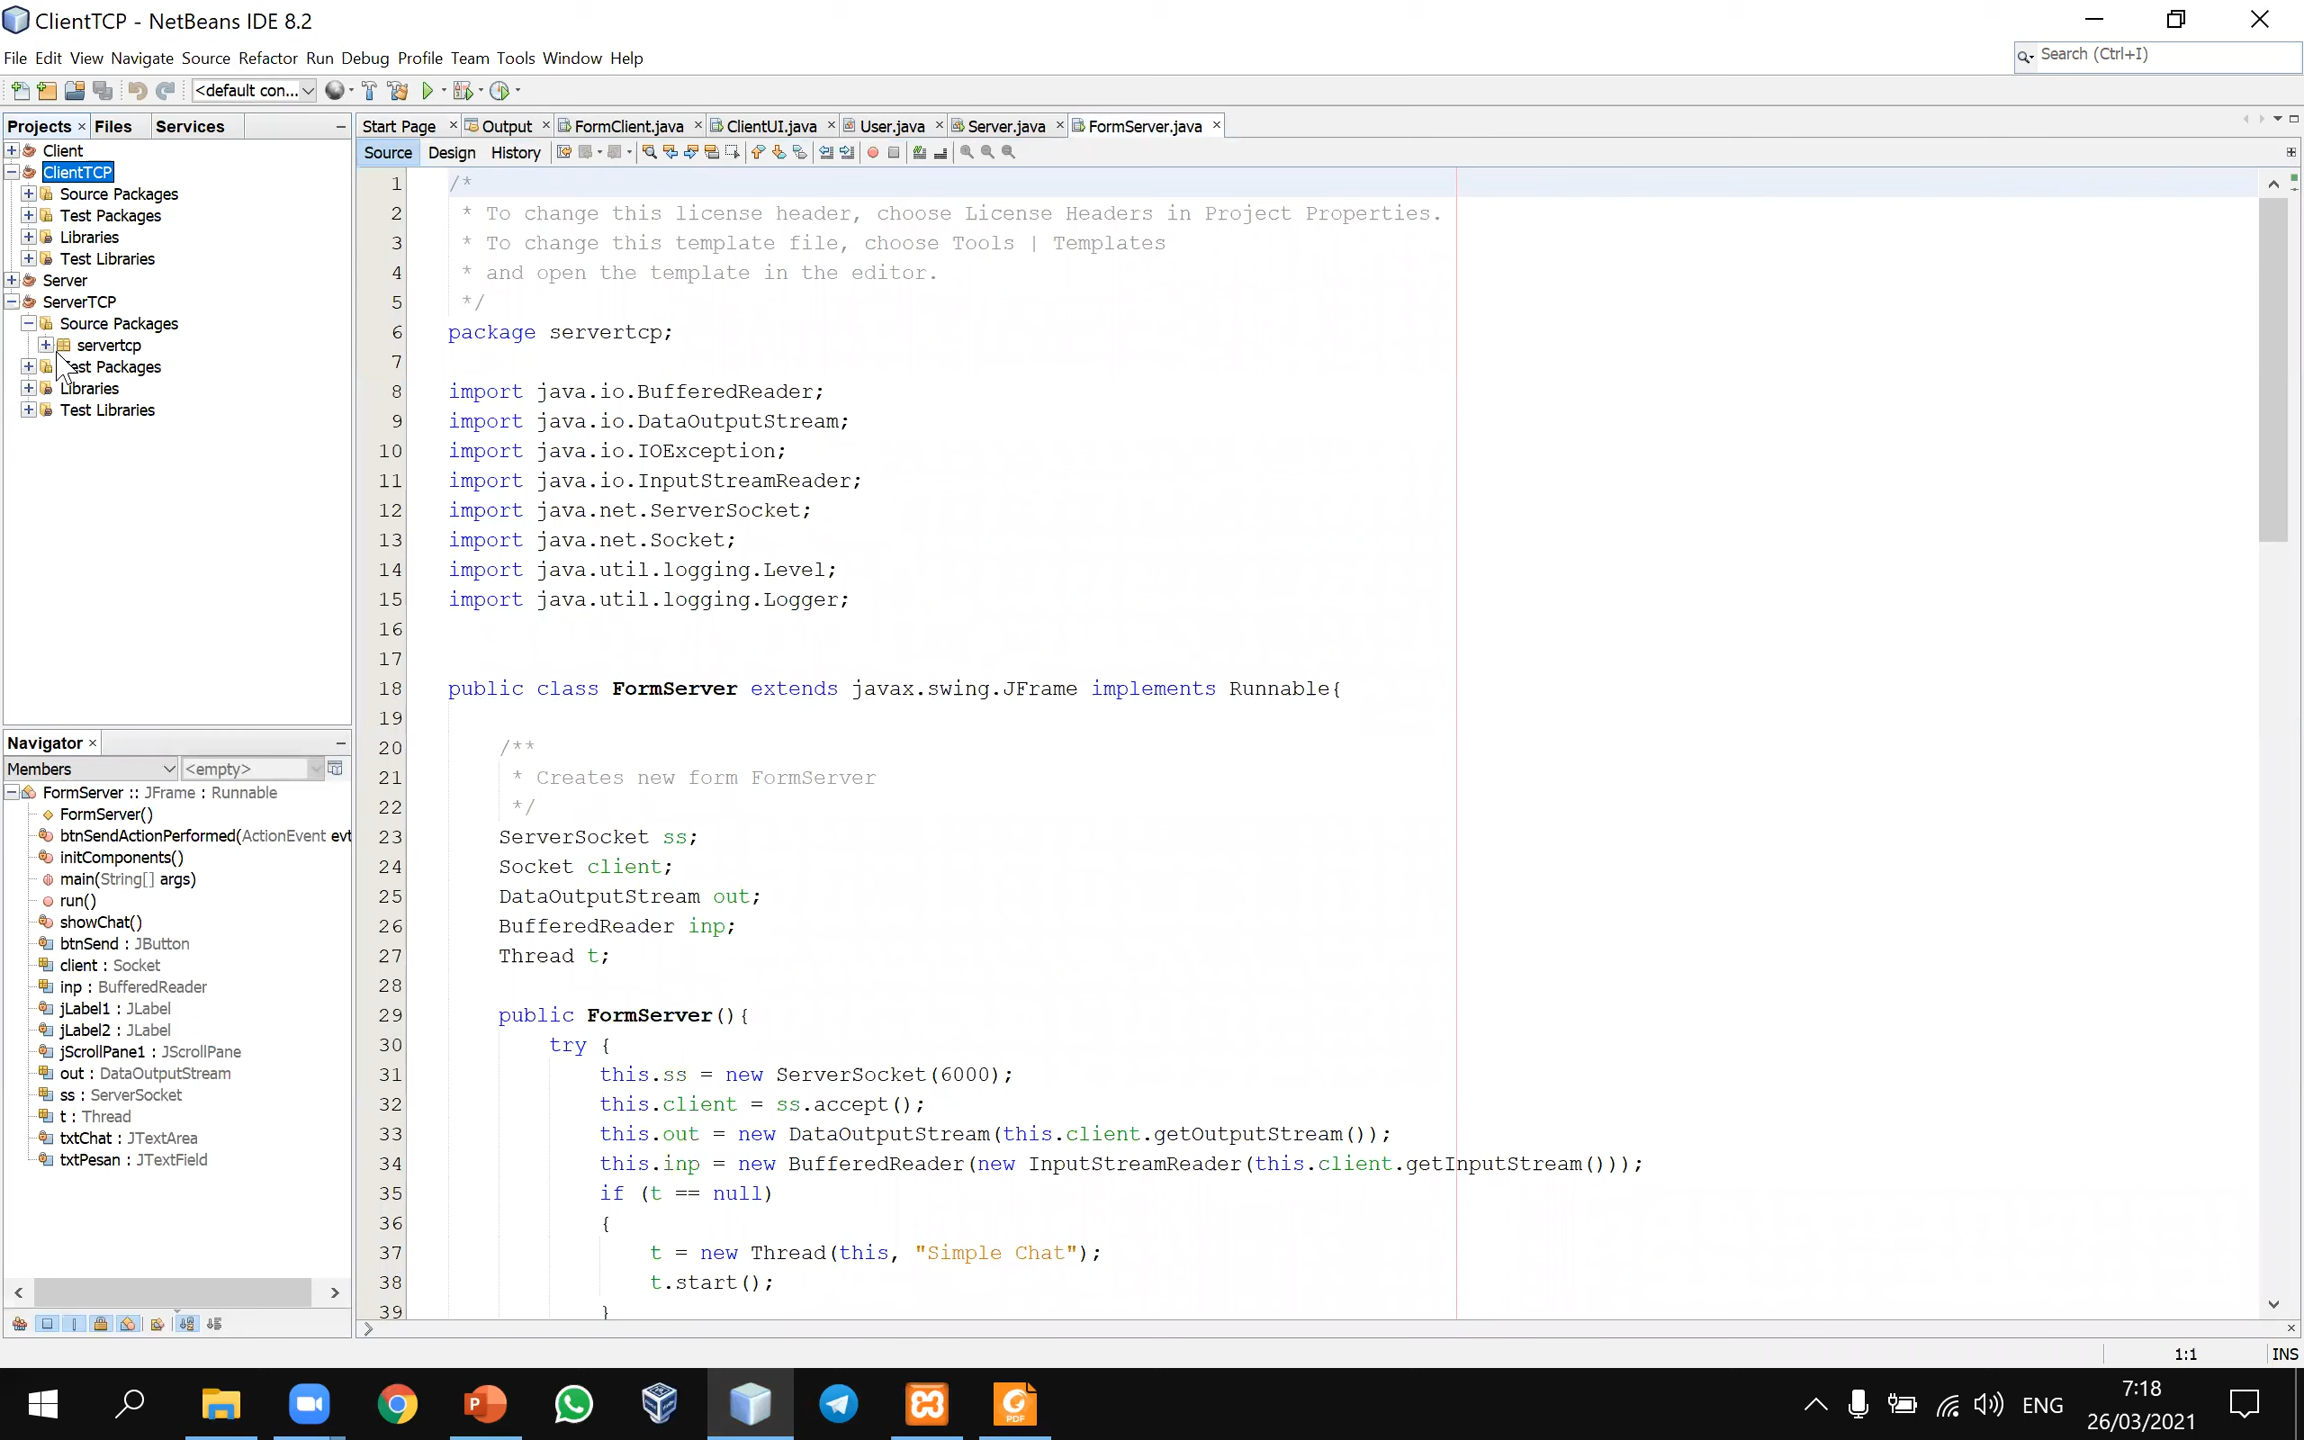 ClientTCP - NetBeans IDE 8.2
File Edit View Navigate Source Refactor Run Debug Profile Team Tools Window Help
Search (Ctrl+I)
<default con...
Projects Files Services
Client
ClientTCP
Source Packages
Test Packages
Libraries
Test Libraries
Server
ServerTCP
Source Packages
servertcp
est Packages
Libraries
Test Libraries
Navigator
Members <empty>
FormServer :: JFrame : Runnable
FormServer()
btnSendActionPerformed(ActionEvent evt
initComponents()
main(String[] args)
run()
showChat()
btnSend : JButton
client : Socket
inp : BufferedReader
jLabel1 : JLabel
jLabel2 : JLabel
jScrollPane1 : JScrollPane
out : DataOutputStream
ss : ServerSocket
t : Thread
txtChat : JTextArea
txtPesan : JTextField
Start Page Output FormClient.java ClientUI.java User.java Server.java FormServer.java
Source Design History
1 /*
2 * To change this license header, choose License Headers in Project Properties.
3 * To change this template file, choose Tools | Templates
4 * and open the template in the editor.
5 */
6 package servertcp;
7
8 import java.io.BufferedReader;
9 import java.io.DataOutputStream;
10 import java.io.IOException;
11 import java.io.InputStreamReader;
12 import java.net.ServerSocket;
13 import java.net.Socket;
14 import java.util.logging.Level;
15 import java.util.logging.Logger;
16
17
18 public class FormServer extends javax.swing.JFrame implements Runnable{
19
20 /**
21 * Creates new form FormServer
22 */
23 ServerSocket ss;
24 Socket client;
25 DataOutputStream out;
26 BufferedReader inp;
27 Thread t;
28
29 public FormServer(){
30 try {
31 this.ss = new ServerSocket(6000);
32 this.client = ss.accept();
33 this.out = new DataOutputStream(this.client.getOutputStream());
34 this.inp = new BufferedReader(new InputStreamReader(this.client.getInputStream()));
35 if (t == null)
36 {
37 t = new Thread(this, "Simple Chat");
38 t.start();
39 }
1:1 INS
ENG
7:18
26/03/2021